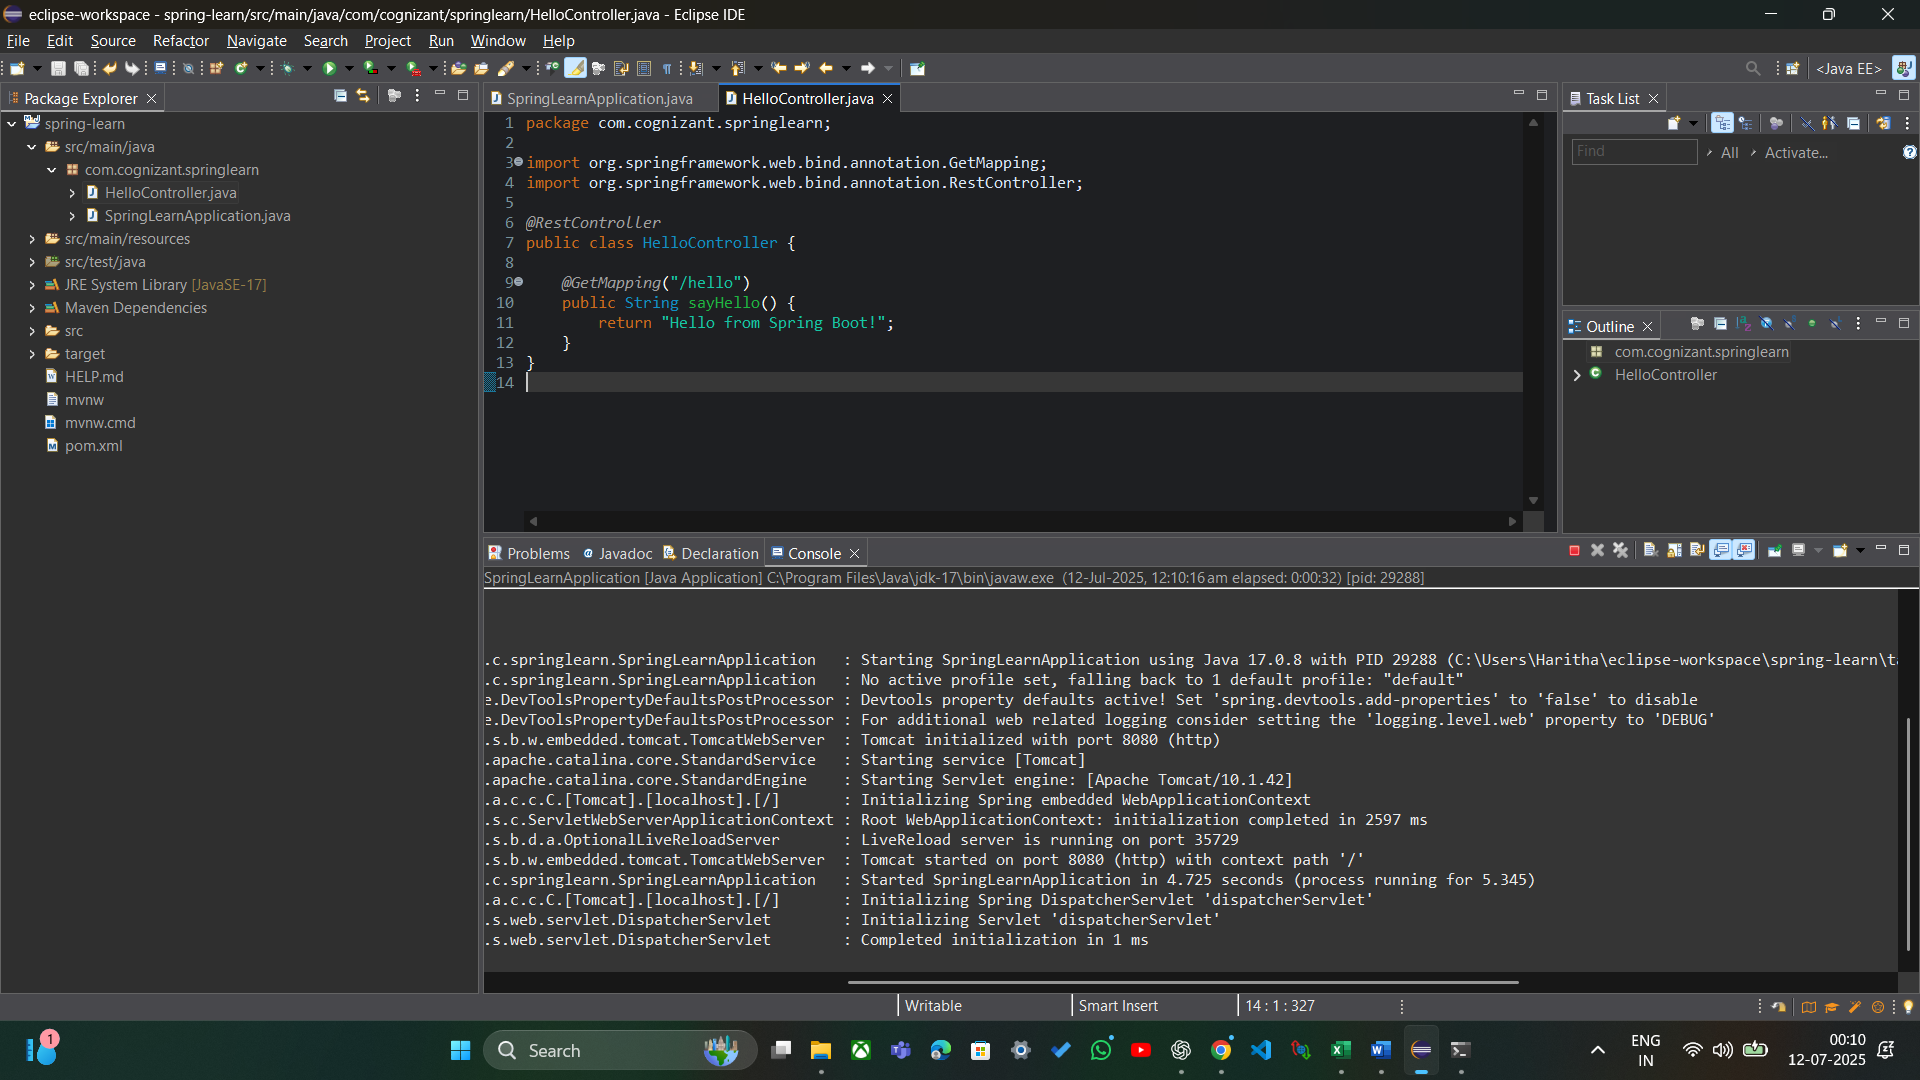 eclipse-workspace - spring-learn/src/main/java/com/cognizant/springlearn/HelloController.java - Eclipse IDE
File Edit Source Refactor Navigate Search Project Run Window Help
<Java EE>
Package Explorer
spring-learn
src/main/java
com.cognizant.springlearn
HelloController.java
SpringLearnApplication.java
src/main/resources
src/test/java
JRE System Library [JavaSE-17]
Maven Dependencies
src
target
HELP.md
mvnw
mvnw.cmd
pom.xml
SpringLearnApplication.java HelloController.java
1 package com.cognizant.springlearn;
2
3 import org.springframework.web.bind.annotation.GetMapping;
4 import org.springframework.web.bind.annotation.RestController;
5
6 @RestController
7 public class HelloController {
8
9 @GetMapping("/hello")
10 public String sayHello() {
11 return "Hello from Spring Boot!";
12 }
13 }
14
Task List
Find All Activate...
Outline
com.cognizant.springlearn
HelloController
Problems Javadoc Declaration Console
SpringLearnApplication [Java Application] C:\Program Files\Java\jdk-17\bin\javaw.exe (12-Jul-2025, 12:10:16 am elapsed: 0:00:32) [pid: 29288]
.c.springlearn.SpringLearnApplication : Starting SpringLearnApplication using Java 17.0.8 with PID 29288 (C:\Users\Haritha\eclipse-workspace\spring-learn\t
.c.springlearn.SpringLearnApplication : No active profile set, falling back to 1 default profile: "default"
e.DevToolsPropertyDefaultsPostProcessor : Devtools property defaults active! Set 'spring.devtools.add-properties' to 'false' to disable
e.DevToolsPropertyDefaultsPostProcessor : For additional web related logging consider setting the 'logging.level.web' property to 'DEBUG'
.s.b.w.embedded.tomcat.TomcatWebServer : Tomcat initialized with port 8080 (http)
.apache.catalina.core.StandardService : Starting service [Tomcat]
.apache.catalina.core.StandardEngine : Starting Servlet engine: [Apache Tomcat/10.1.42]
.a.c.c.C.[Tomcat].[localhost].[/] : Initializing Spring embedded WebApplicationContext
.s.c.ServletWebServerApplicationContext : Root WebApplicationContext: initialization completed in 2597 ms
.s.b.d.a.OptionalLiveReloadServer : LiveReload server is running on port 35729
.s.b.w.embedded.tomcat.TomcatWebServer : Tomcat started on port 8080 (http) with context path '/'
.c.springlearn.SpringLearnApplication : Started SpringLearnApplication in 4.725 seconds (process running for 5.345)
.a.c.c.C.[Tomcat].[localhost].[/] : Initializing Spring DispatcherServlet 'dispatcherServlet'
.s.web.servlet.DispatcherServlet : Initializing Servlet 'dispatcherServlet'
.s.web.servlet.DispatcherServlet : Completed initialization in 1 ms
Writable Smart Insert 14 : 1 : 327
1
Search
ENG
IN
00:10
12-07-2025